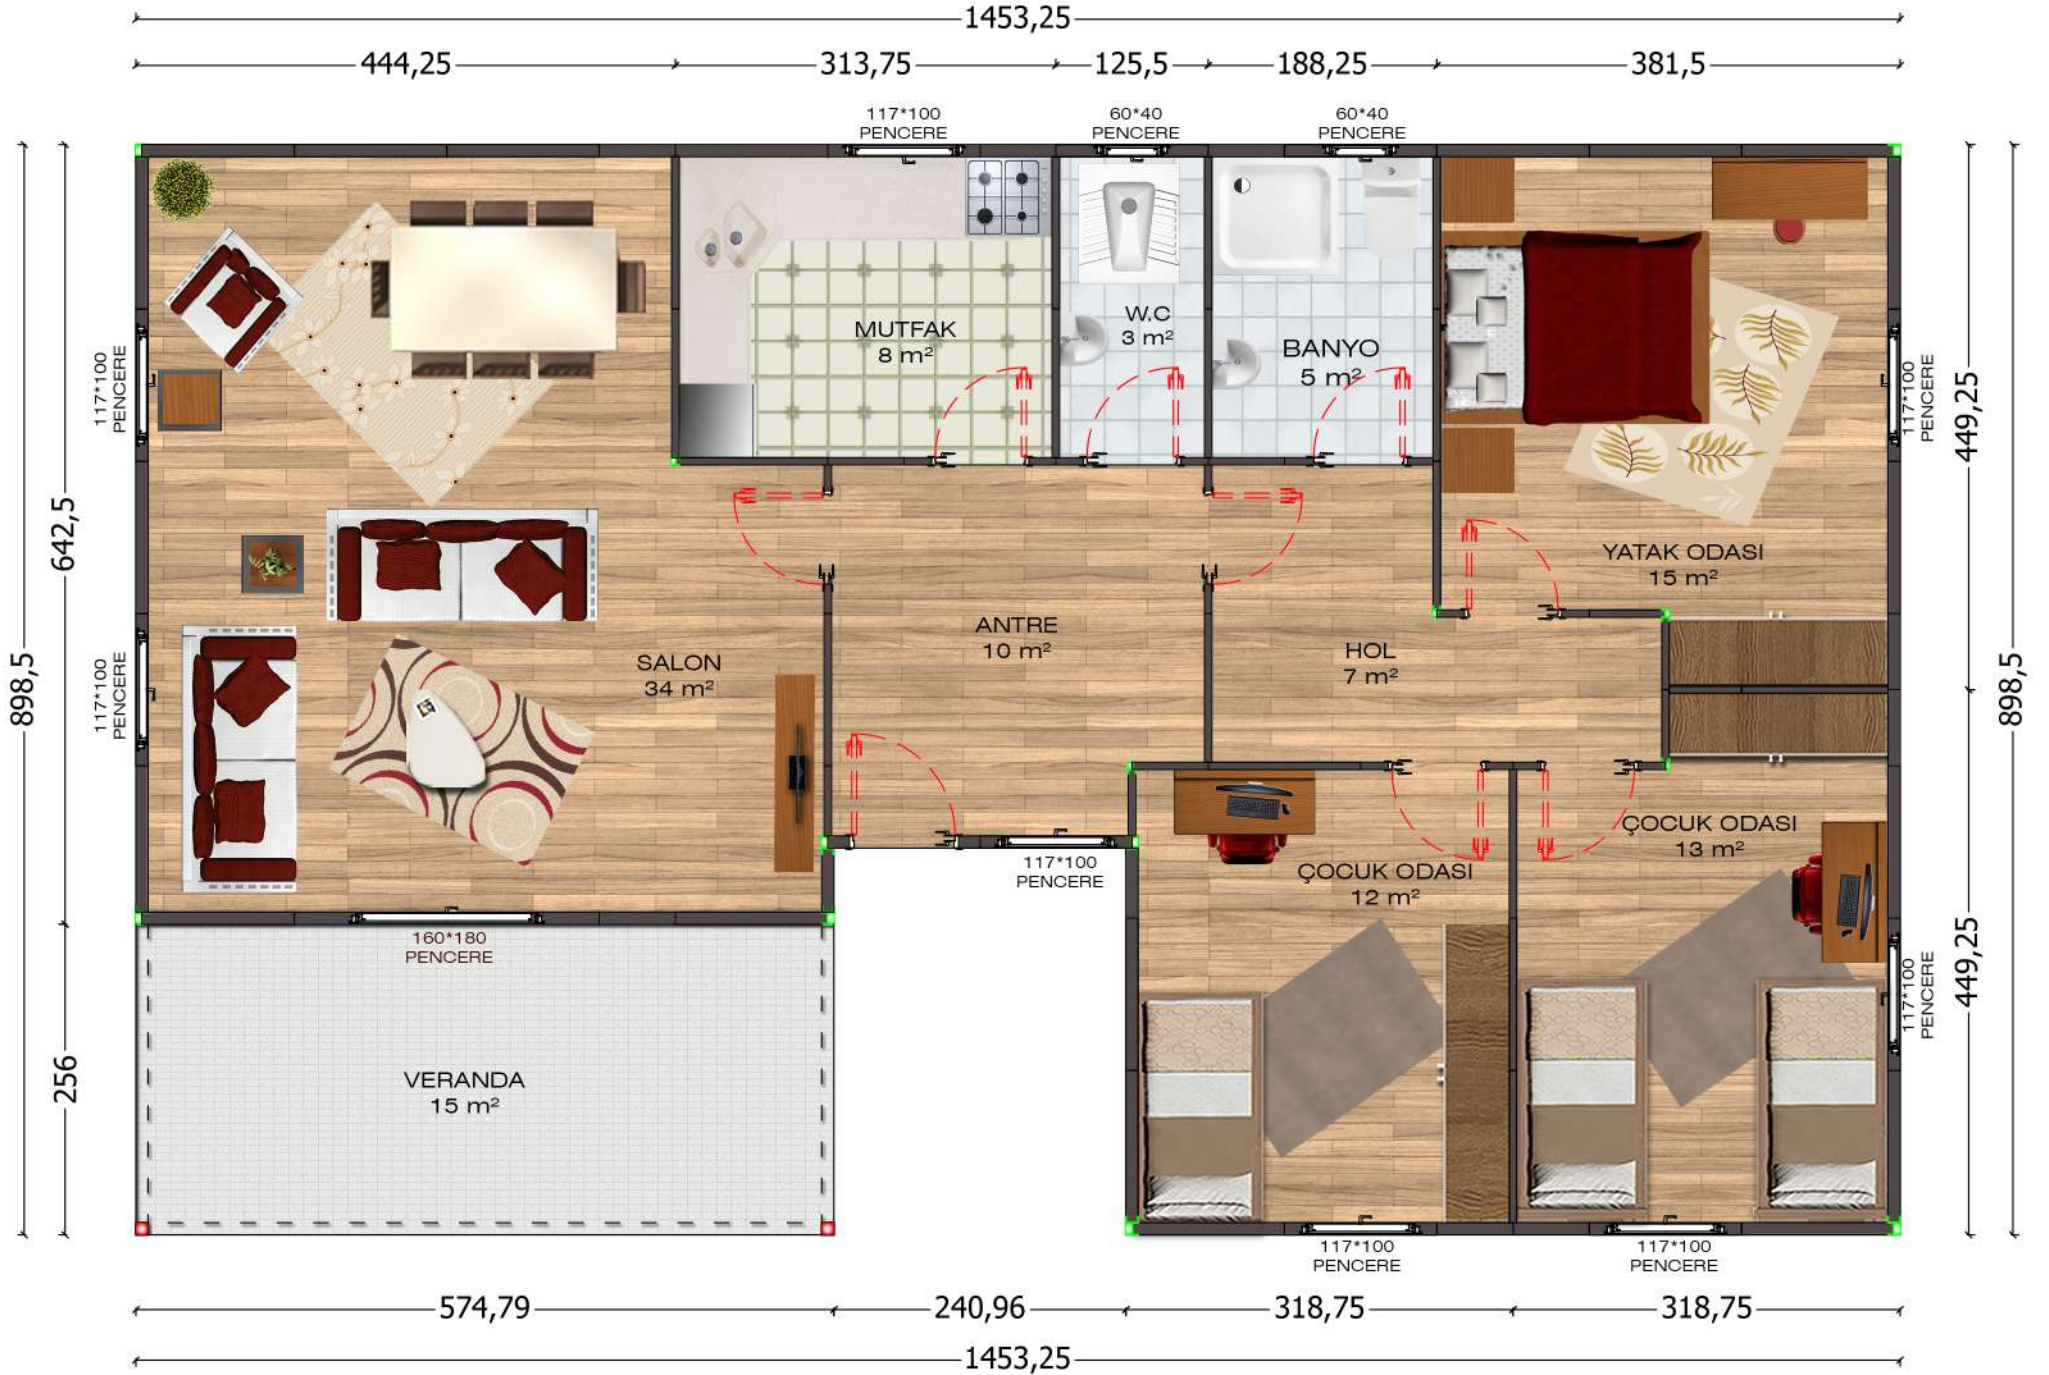 1453,25
444,25
313,75
125,5
188,25
381,5
117*100
PENCERE
60*40
PENCERE
60*40
PENCERE
MUTFAK
8 m²
W.C
3 m²
BANYO
5 m²
117*100
PENCERE
117*100
PENCERE
449,25
642,5
YATAK ODASI
15 m²
ANTRE
10 m²
HOL
7 m²
SALON
34 m²
117*100
PENCERE
898,5
898,5
ÇOCUK ODASI
13 m²
117*100
PENCERE
ÇOCUK ODASI
12 m²
160*180
PENCERE
449,25
117*100
PENCERE
256
VERANDA
15 m²
117*100
PENCERE
117*100
PENCERE
574,79
240,96
318,75
318,75
1453,25